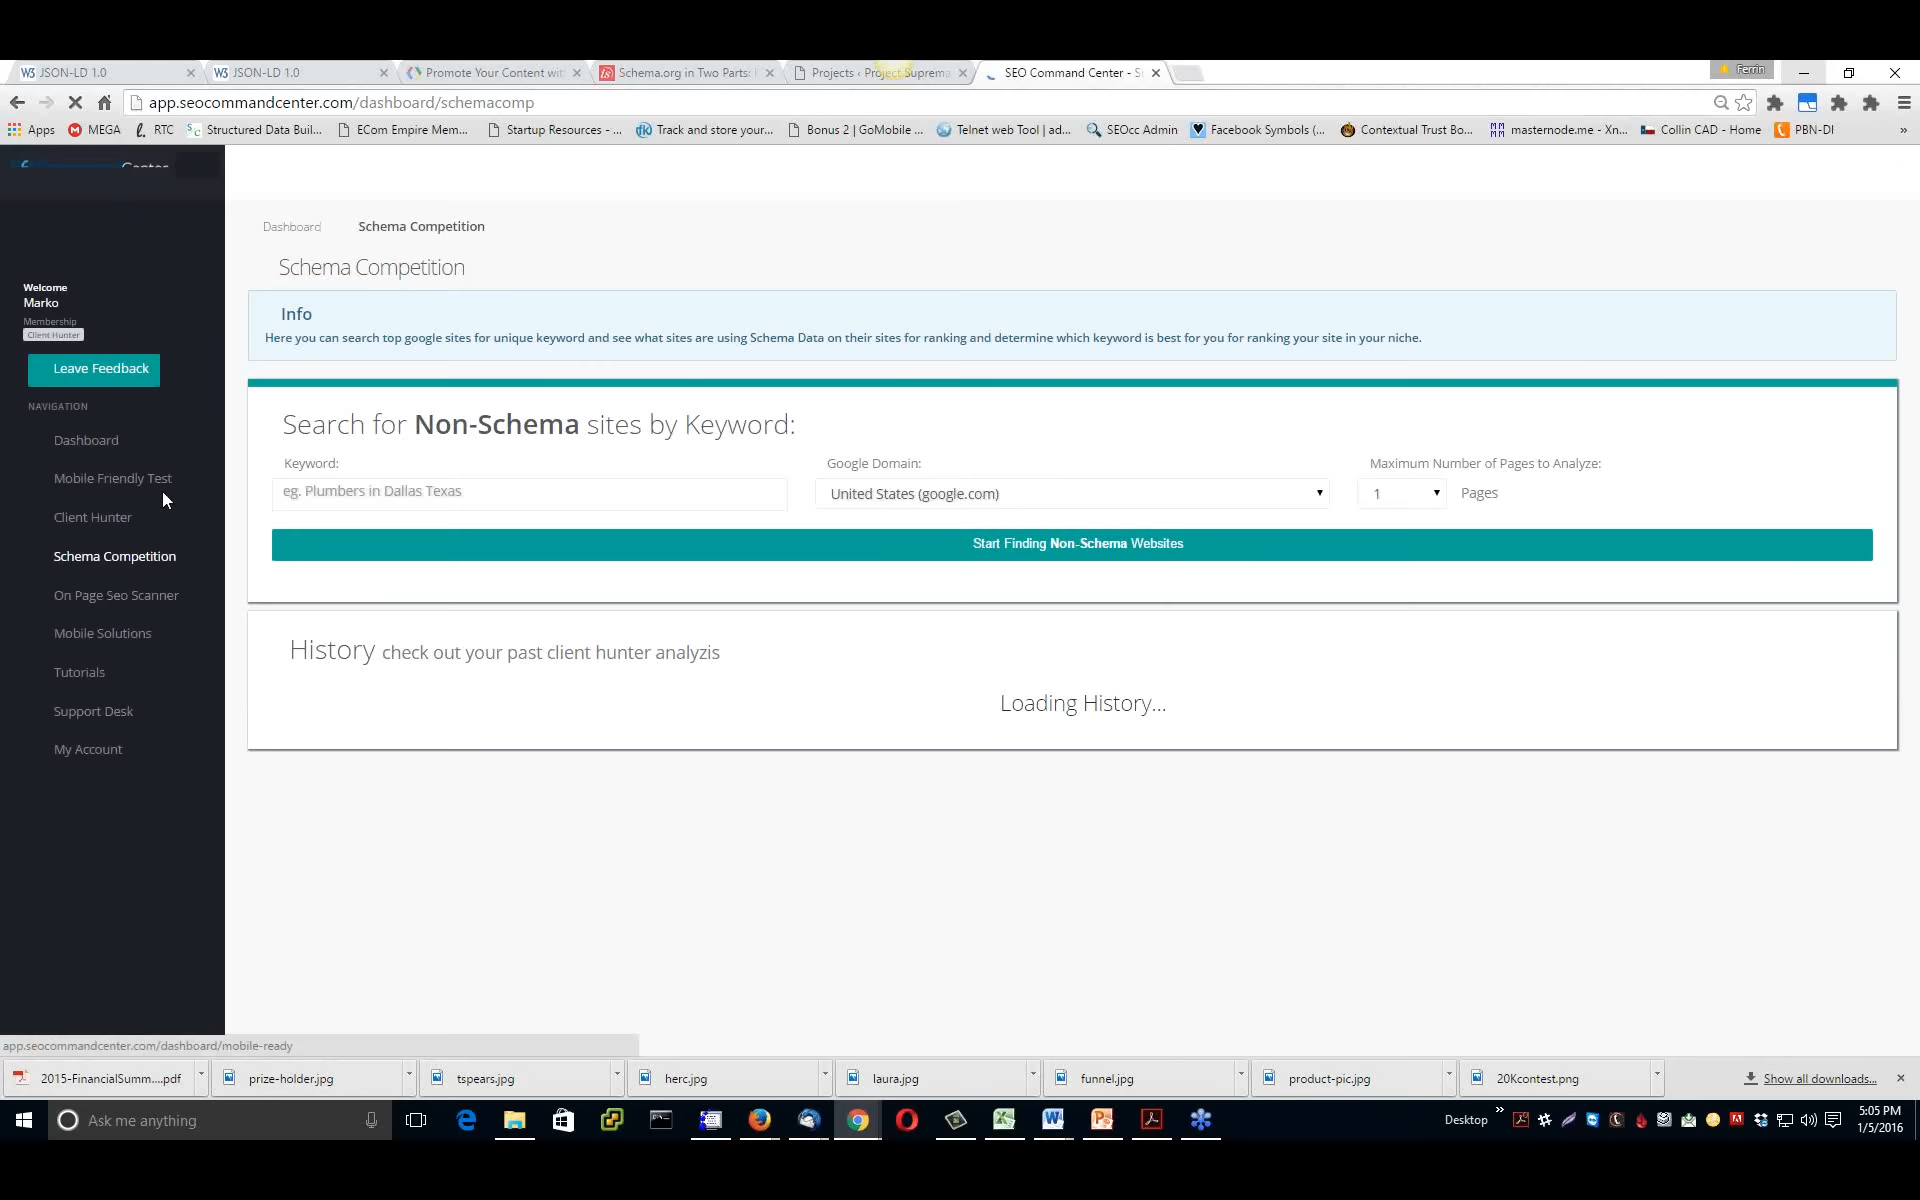 JSON-LD 1.0
JSON-LD 1.0
Promote Your Content wit
Schema.org in Two Parts:
Projects ‹ Project Suprema
SEO Command Center - S
Ferrin
app.seocommandcenter.com/dashboard/schemacomp
Apps
MEGA
RTC
Structured Data Buil...
ECom Empire Mem...
Startup Resources - ...
Track and store your...
Bonus 2 | GoMobile ...
Telnet web Tool | ad...
SEOcc Admin
Facebook Symbols (...
Contextual Trust Bo...
masternode.me - Xn...
Collin CAD - Home
PBN-DI
»
Center
Welcome
Marko
Membership
Client Hunter
Leave Feedback
NAVIGATION
Dashboard
Mobile Friendly Test
Client Hunter
Schema Competition
On Page Seo Scanner
Mobile Solutions
Tutorials
Support Desk
My Account
Dashboard
Schema Competition
Schema Competition
Info
Here you can search top google sites for unique keyword and see what sites are using Schema Data on their sites for ranking and determine which keyword is best for you for ranking your site in your niche.
Search for Non-Schema sites by Keyword:
Keyword:
Google Domain:
Maximum Number of Pages to Analyze:
eg. Plumbers in Dallas Texas
United States (google.com)
1
Pages
Start Finding Non-Schema Websites
History check out your past client hunter analyzis
Loading History...
app.seocommandcenter.com/dashboard/mobile-ready
2015-FinancialSumm....pdf
prize-holder.jpg
tspears.jpg
herc.jpg
laura.jpg
funnel.jpg
product-pic.jpg
20Kcontest.png
Show all downloads...
Ask me anything
Desktop
5:05 PM
1/5/2016